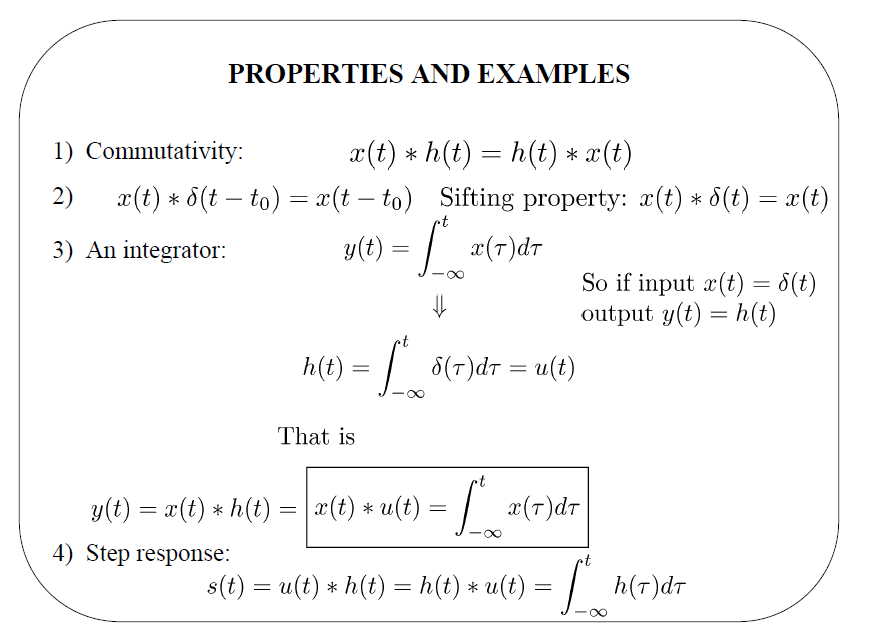 PROPERTIES AND EXAMPLES
1) Commutativity: x(t) ∗ h(t) = h(t) ∗ x(t)
2) x(t) ∗ δ(t − t₀) = x(t − t₀) Sifting property: x(t) ∗ δ(t) = x(t)
3) An integrator: y(t) = ∫_{−∞}^{t} x(τ)dτ
So if input x(t) = δ(t)
⇓ output y(t) = h(t)
h(t) = ∫_{−∞}^{t} δ(τ)dτ = u(t)
That is
y(t) = x(t) ∗ h(t) = x(t) ∗ u(t) = ∫_{−∞}^{t} x(τ)dτ
4) Step response:
s(t) = u(t) ∗ h(t) = h(t) ∗ u(t) = ∫_{−∞}^{t} h(τ)dτ